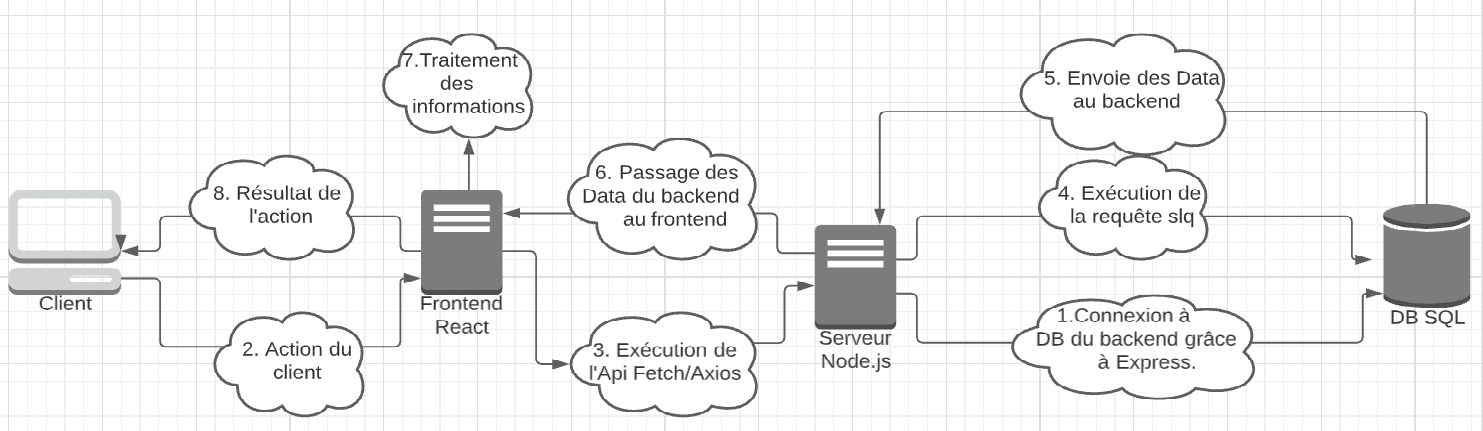 7.Traitement
des
informations
5. Envoie des Data
au backend
8. Résultat de
l'action
6. Passage des
Data du backend
au frontend
4. Exécution de
la requête slq
Client
Frontend
React
2. Action du
client
3. Exécution de
l'Api Fetch/Axios
Serveur
Node.js
1.Connexion à
DB du backend grâce
à Express.
DB SQL